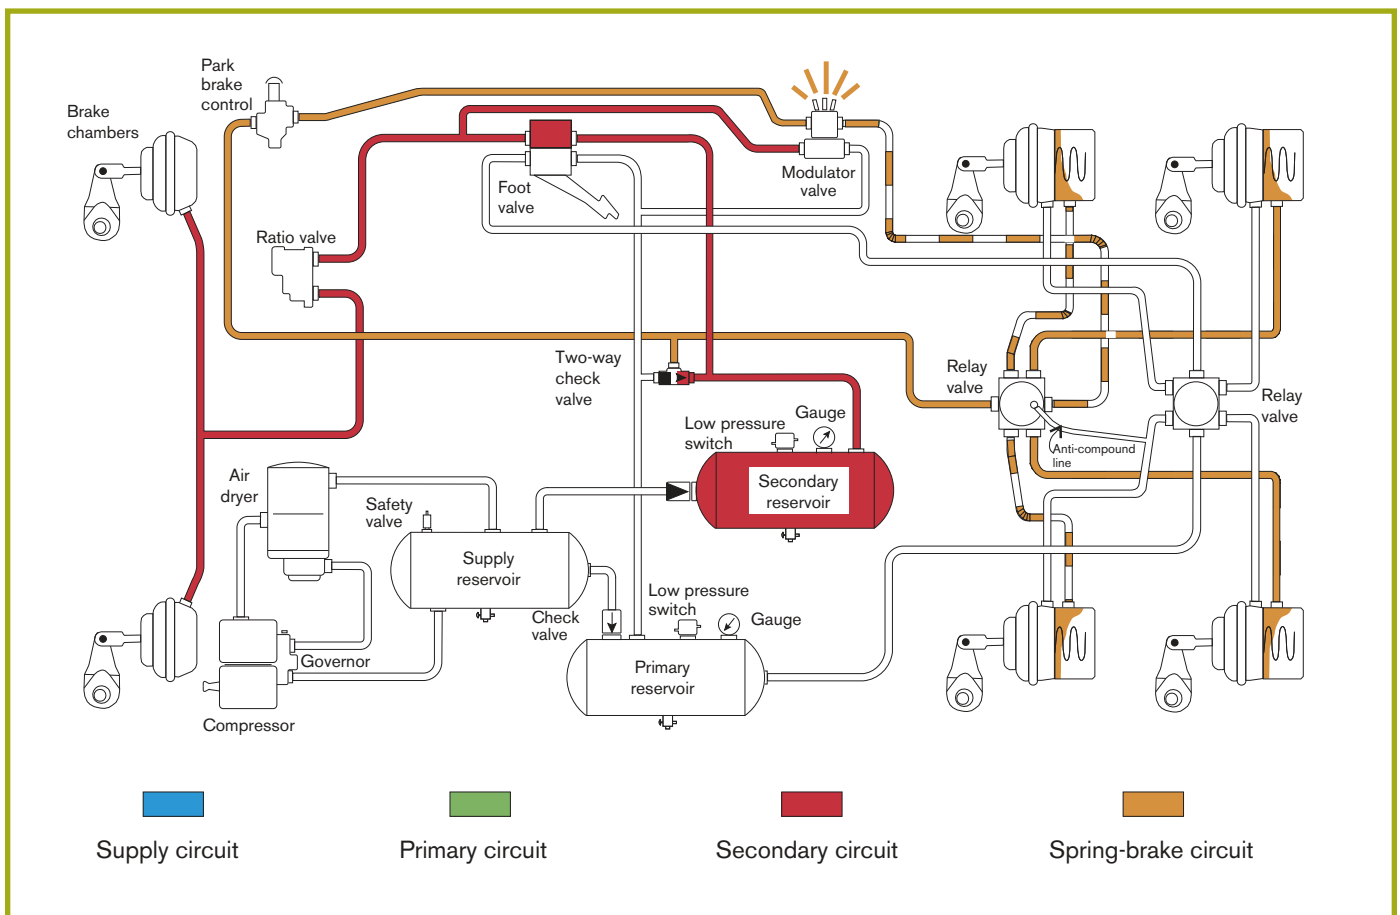 Park
brake
control
Brake
chambers
Foot
valve
Modulator
valve
Ratio valve
Two-way
check
valve
Relay
valve
Relay
valve
Gauge
Low pressure
switch
Anti-compound
line
Secondary
reservoir
Air
dryer
Safety
valve
Supply
reservoir
Low pressure
switch
Check
valve
Gauge
Governor
Primary
reservoir
Compressor
Supply circuit
Primary circuit
Secondary circuit
Spring-brake circuit